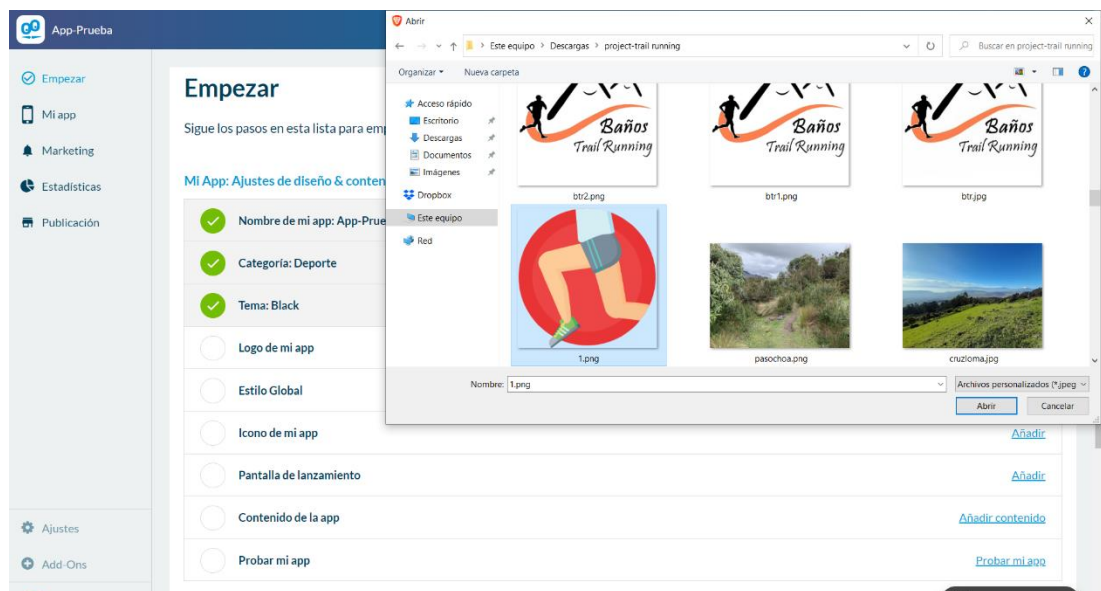 App-Prueba
Empezar
Mi app
Marketing
Estadísticas
Publicación
Ajustes
Add-Ons
Empezar
Sigue los pasos en esta lista para em
Mi App: Ajustes de diseño & conten
Nombre de mi app: App-Prue
Categoría: Deporte
Tema: Black
Logo de mi app
Estilo Global
Icono de mi app
Añadir
Pantalla de lanzamiento
Añadir
Contenido de la app
Añadir contenido
Probar mi app
Probar mi app
Abrir
Este equipo > Descargas > project-trail running
Buscar en project-trail running
Organizar
Nueva carpeta
Acceso rápido
Escritorio
Descargas
Documentos
Imágenes
Dropbox
Este equipo
Red
Baños
Trail Running
Baños
Trail Running
Baños
Trail Running
btr2.png
btr1.png
btr.jpg
1.png
pasochoa.png
cruzloma.jpg
Nombre: 1.png
Archivos personalizados (*.jpeg
Abrir
Cancelar